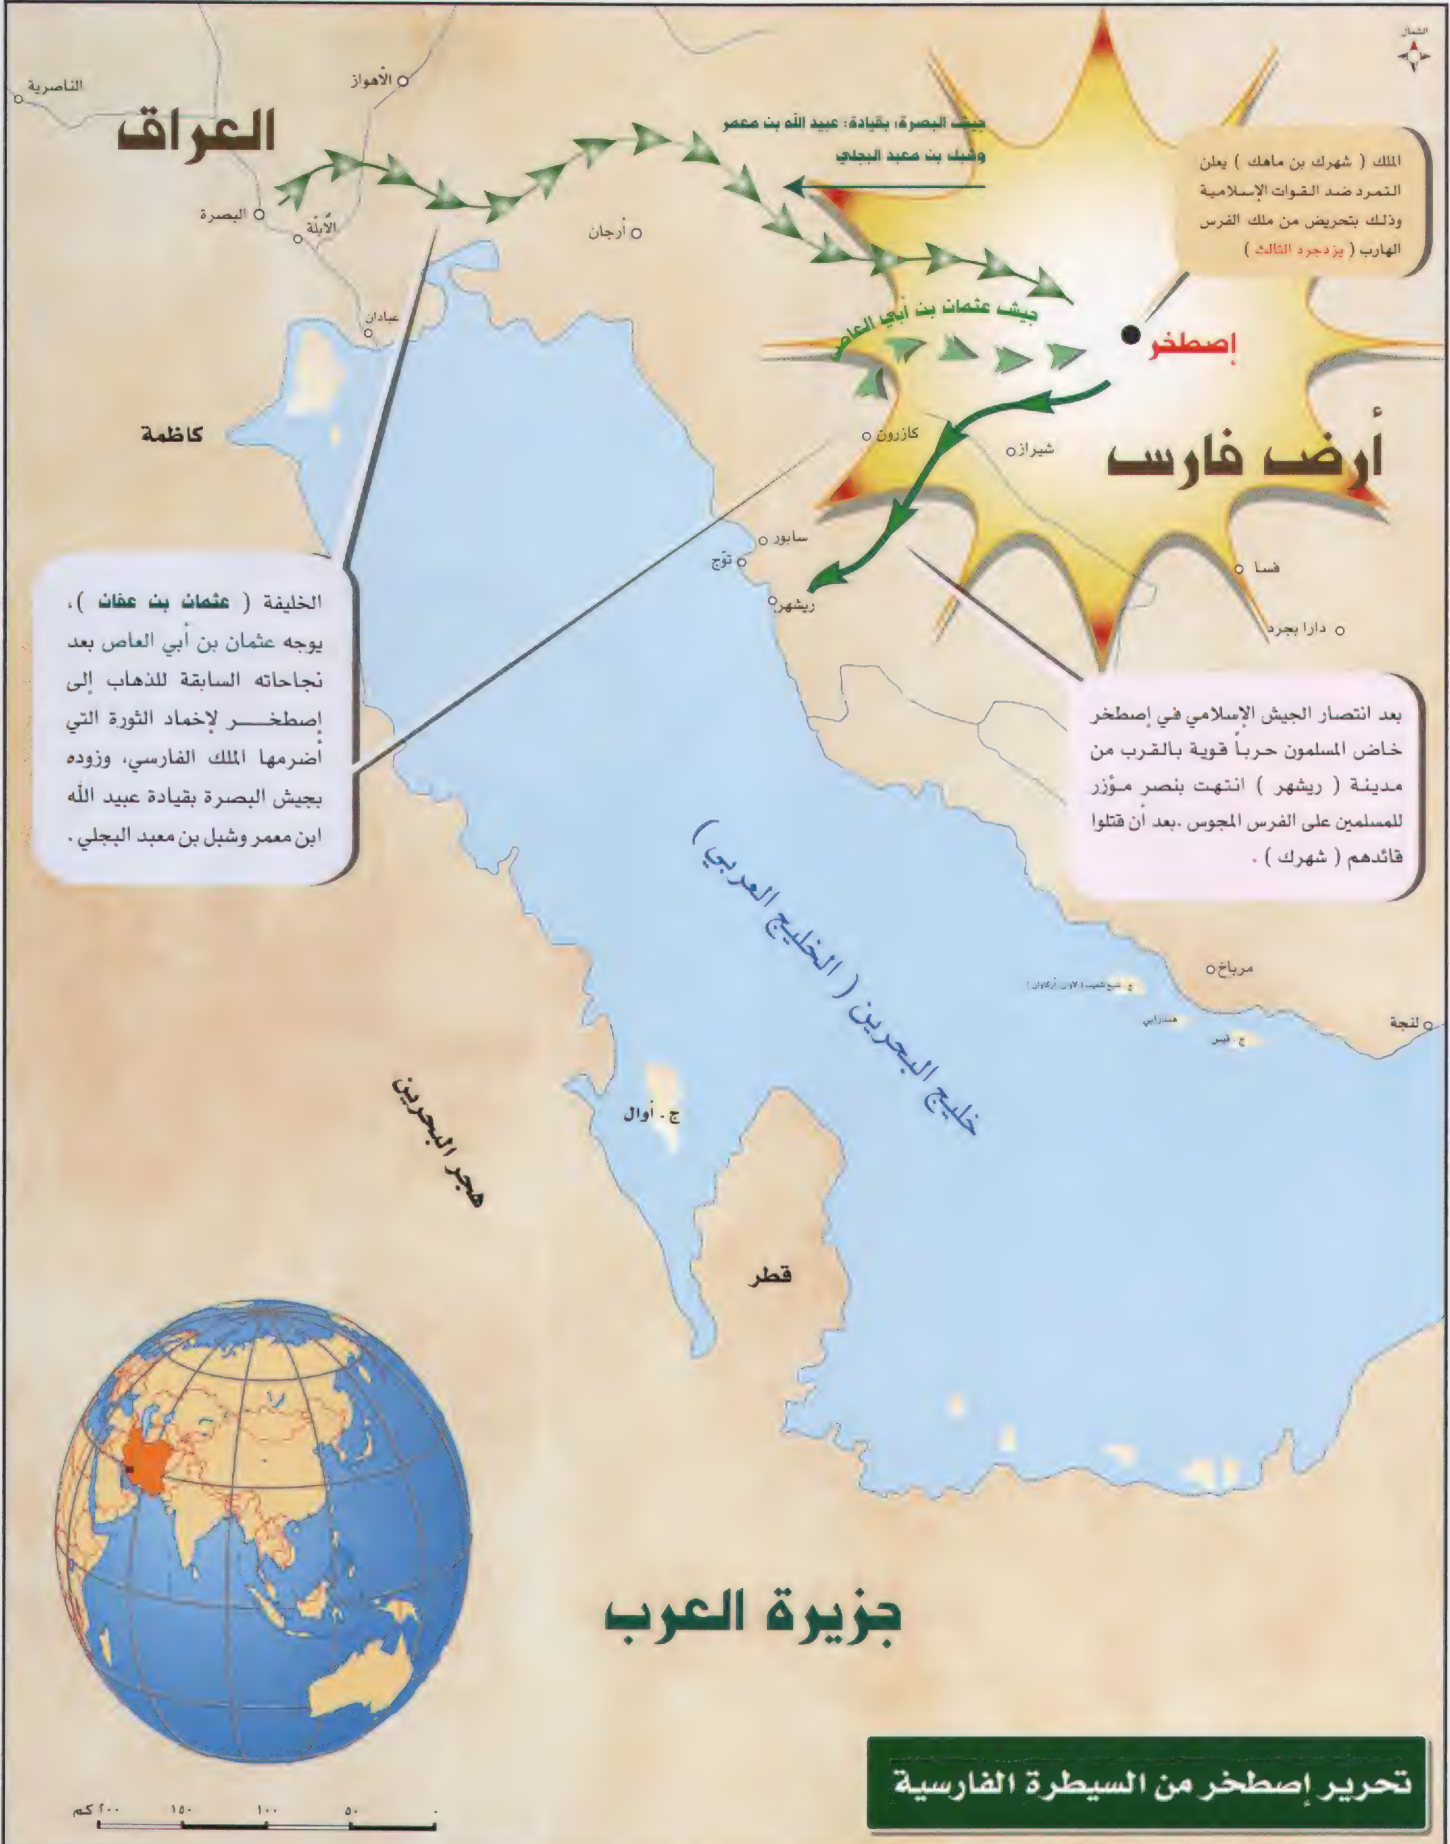 الشمال
الناصرية
الأهواز
العراق
جيش البصرة، بقيادة: عبيد الله بن معمر
وشبل بن معبد البجلي
الملك ( شهرك بن ماهك ) يعلن
التمرد ضد القوات الإسلامية
وذلك بتحريض من ملك الفرس
الهارب ( يزدجرد الثالث )
البصرة
الأبلّة
أرجان
عبادان
جيش عثمان بن أبي العاص
إصطخر
كاظمة
كازرون
شيراز
أرض فارس
سابور
توّج
ريشهر
فسا
دارا بجرد
الخليفة ( عثمان بن عفان )،
يوجه عثمان بن أبي العاص بعد
نجاحاته السابقة للذهاب إلى
إصطخــــر لإخماد الثورة التي
أضرمها الملك الفارسي، وزوده
بجيش البصرة بقيادة عبيد الله
ابن معمر وشبل بن معبد البجلي .
بعد انتصار الجيش الإسلامي في إصطخر
خاض المسلمون حرباً قوية بالقرب من
مدينة ( ريشهر ) انتهت بنصر مؤزر
للمسلمين على الفرس المجوس .بعد أن قتلوا
قائدهم ( شهرك ) .
خليج البحرين ( الخليج العربي )
مرباخ
هندرابي
ج - قيس
لنجة
ج - أوال
هجر البحرين
قطر
جزيرة العرب
تحرير إصطخر من السيطرة الفارسية
٢٠٠ كم ١٥٠ ١٠٠ ٥٠ ٠